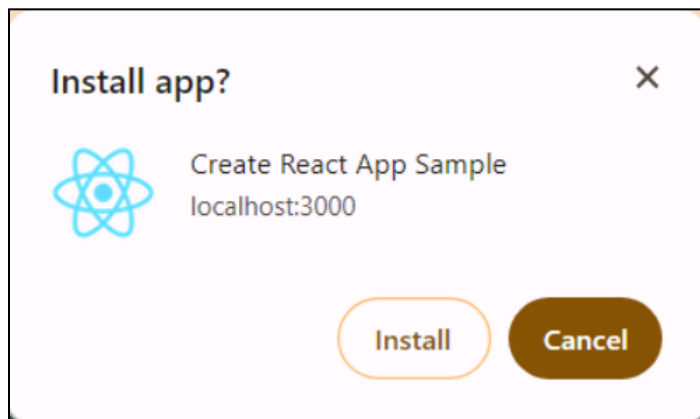 Install app?
Create React App Sample
localhost:3000
Install
Cancel